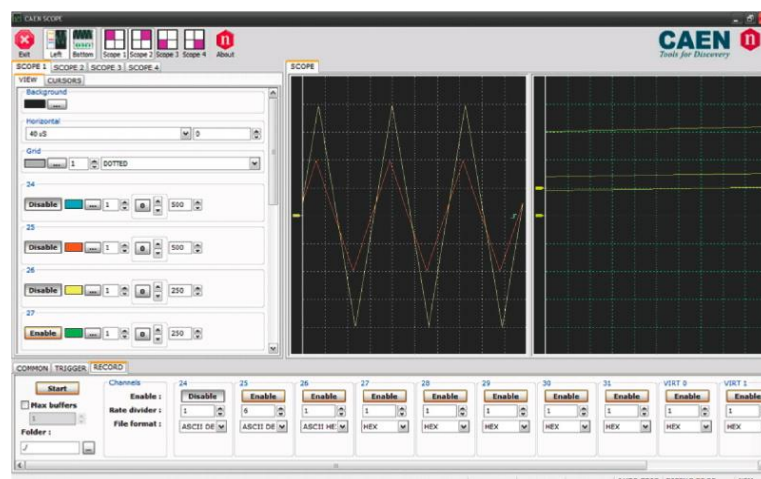 CAEN SCOPE
Exit Left Bottom Scope 1 Scope 2 Scope 3 Scope 4 About
CAEN n
Tools for Discovery
SCOPE 1 SCOPE 2 SCOPE 3 SCOPE 4
SCOPE
VIEW CURSORS
Background
...
Horizontal
40 uS 0
Grid
... 1 DOTTED
24
Disable ... 1 0 500
25
Disable ... 1 0 500
26
Disable ... 1 0 250
27
Enable ... 1 0 250
COMMON TRIGGER RECORD
Start
Max buffers
1
Folder :
./ ...
Channels 24 25 26 27 28 29 30 31 VIRT 0 VIRT 1
Enable : Disable Enable Enable Enable Enable Enable Enable Enable Enable Enable
Rate divider : 1 6 1 1 1 1 1 1 1 1
File format : ASCII DE ASCII DE ASCII HE HEX HEX HEX HEX HEX HEX HEX